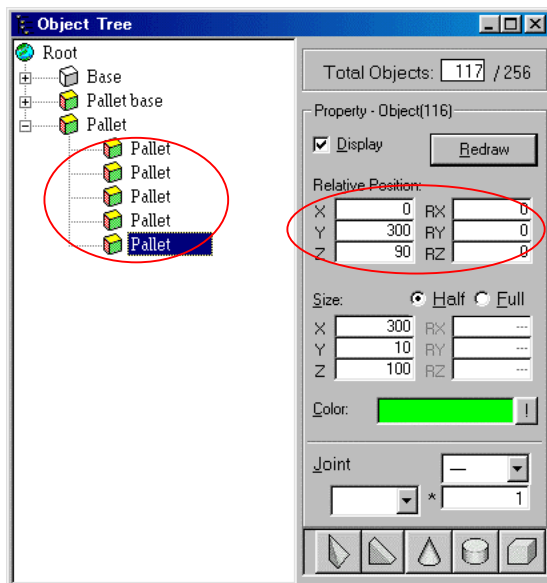 Object Tree
Root
Base
Pallet base
Pallet
Pallet
Pallet
Pallet
Pallet
Pallet
Total Objects: 117 / 256
Property - Object(116)
Display Redraw
Relative Position:
X 0 RX 0
Y 300 RY 0
Z 90 RZ 0
Size: Half Full
X 300 RX ---
Y 10 RY ---
Z 100 RZ ---
Color: !
Joint —
* 1